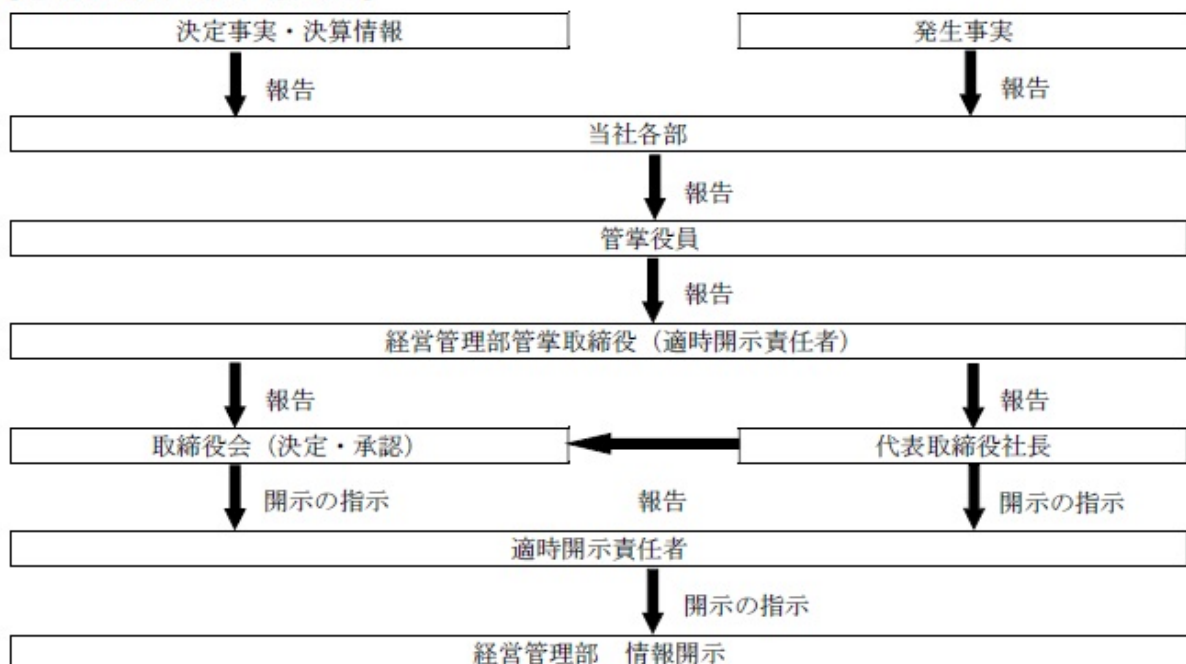 決定事実・決算情報
発生事実
報告
報告
当社各部
報告
管掌役員
報告
経営管理部管掌取締役（適時開示責任者）
報告
報告
取締役会（決定・承認）
代表取締役社長
開示の指示
報告
開示の指示
適時開示責任者
開示の指示
経営管理部　情報開示